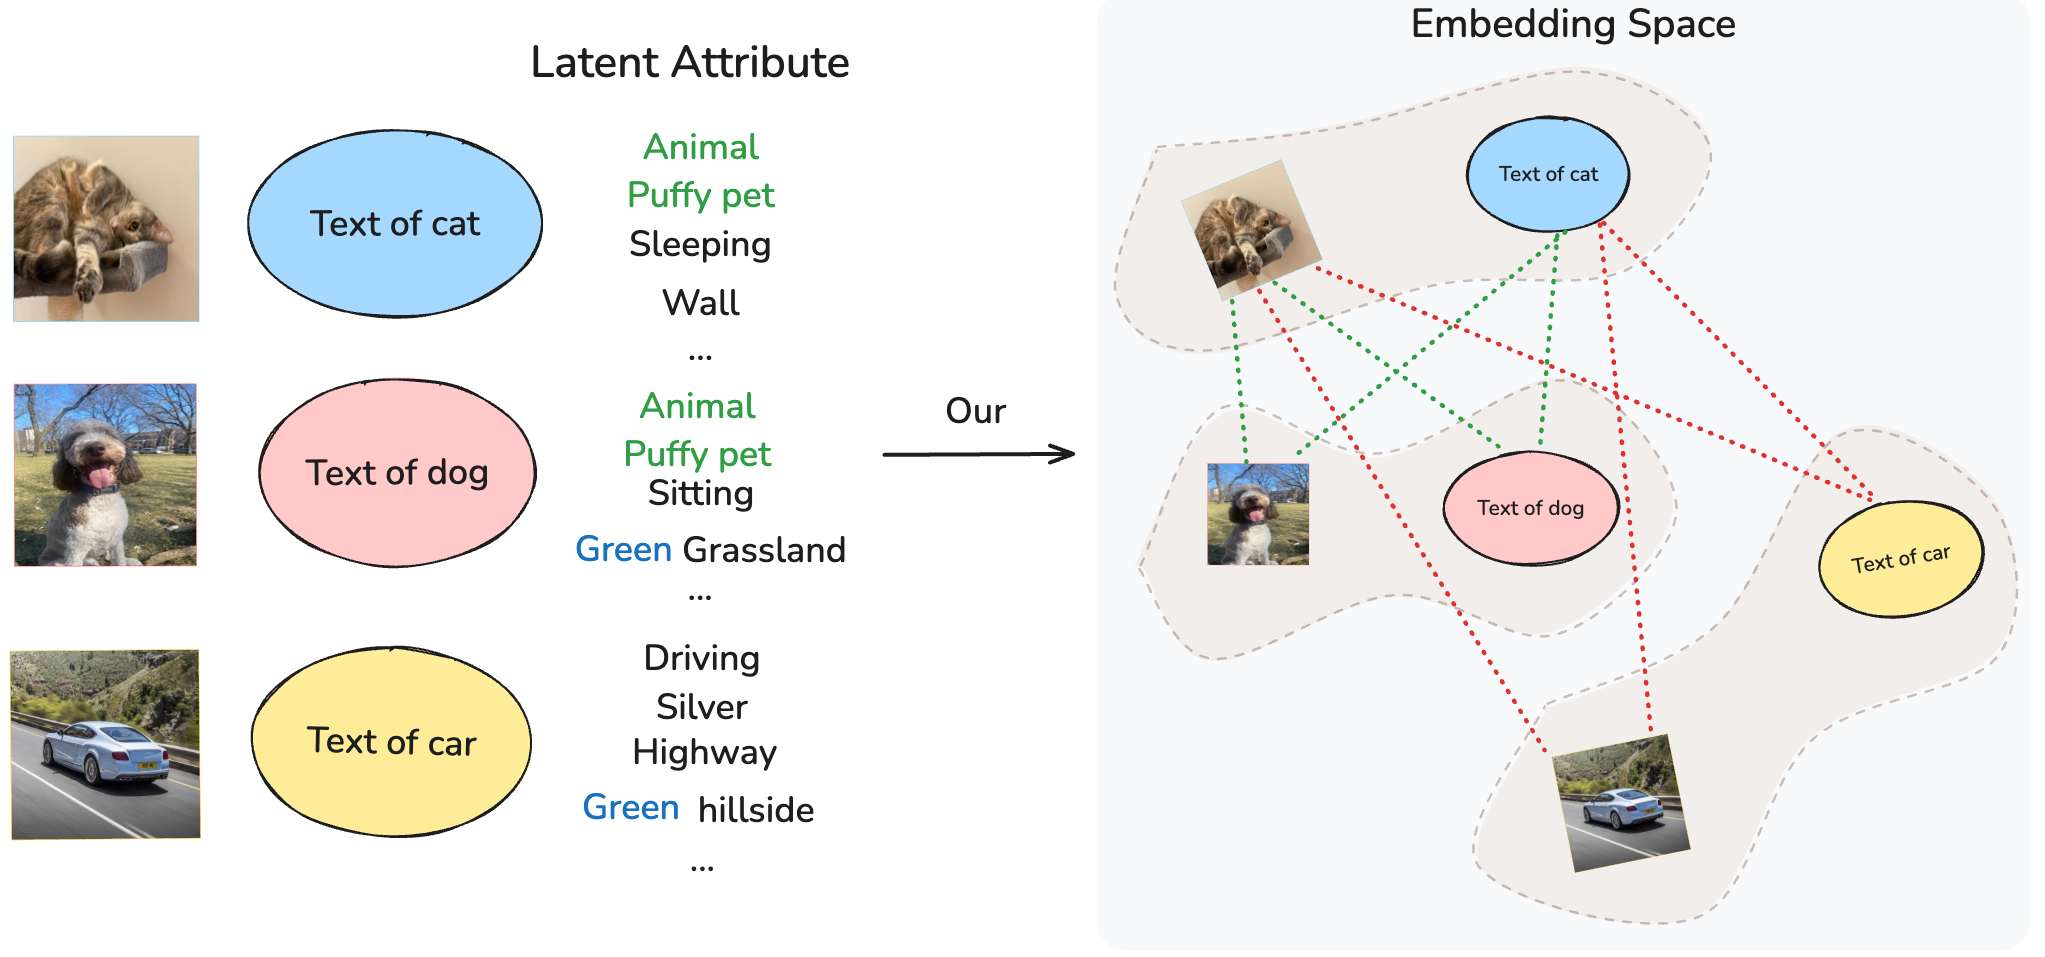 Latent Attribute
Text of cat
Animal
Puffy pet
Sleeping
Wall
...
Text of dog
Animal
Puffy pet
Sitting
Green Grassland
...
Text of car
Driving
Silver
Highway
Green hillside
...
Our
Embedding Space
Text of cat
Text of dog
Text of car